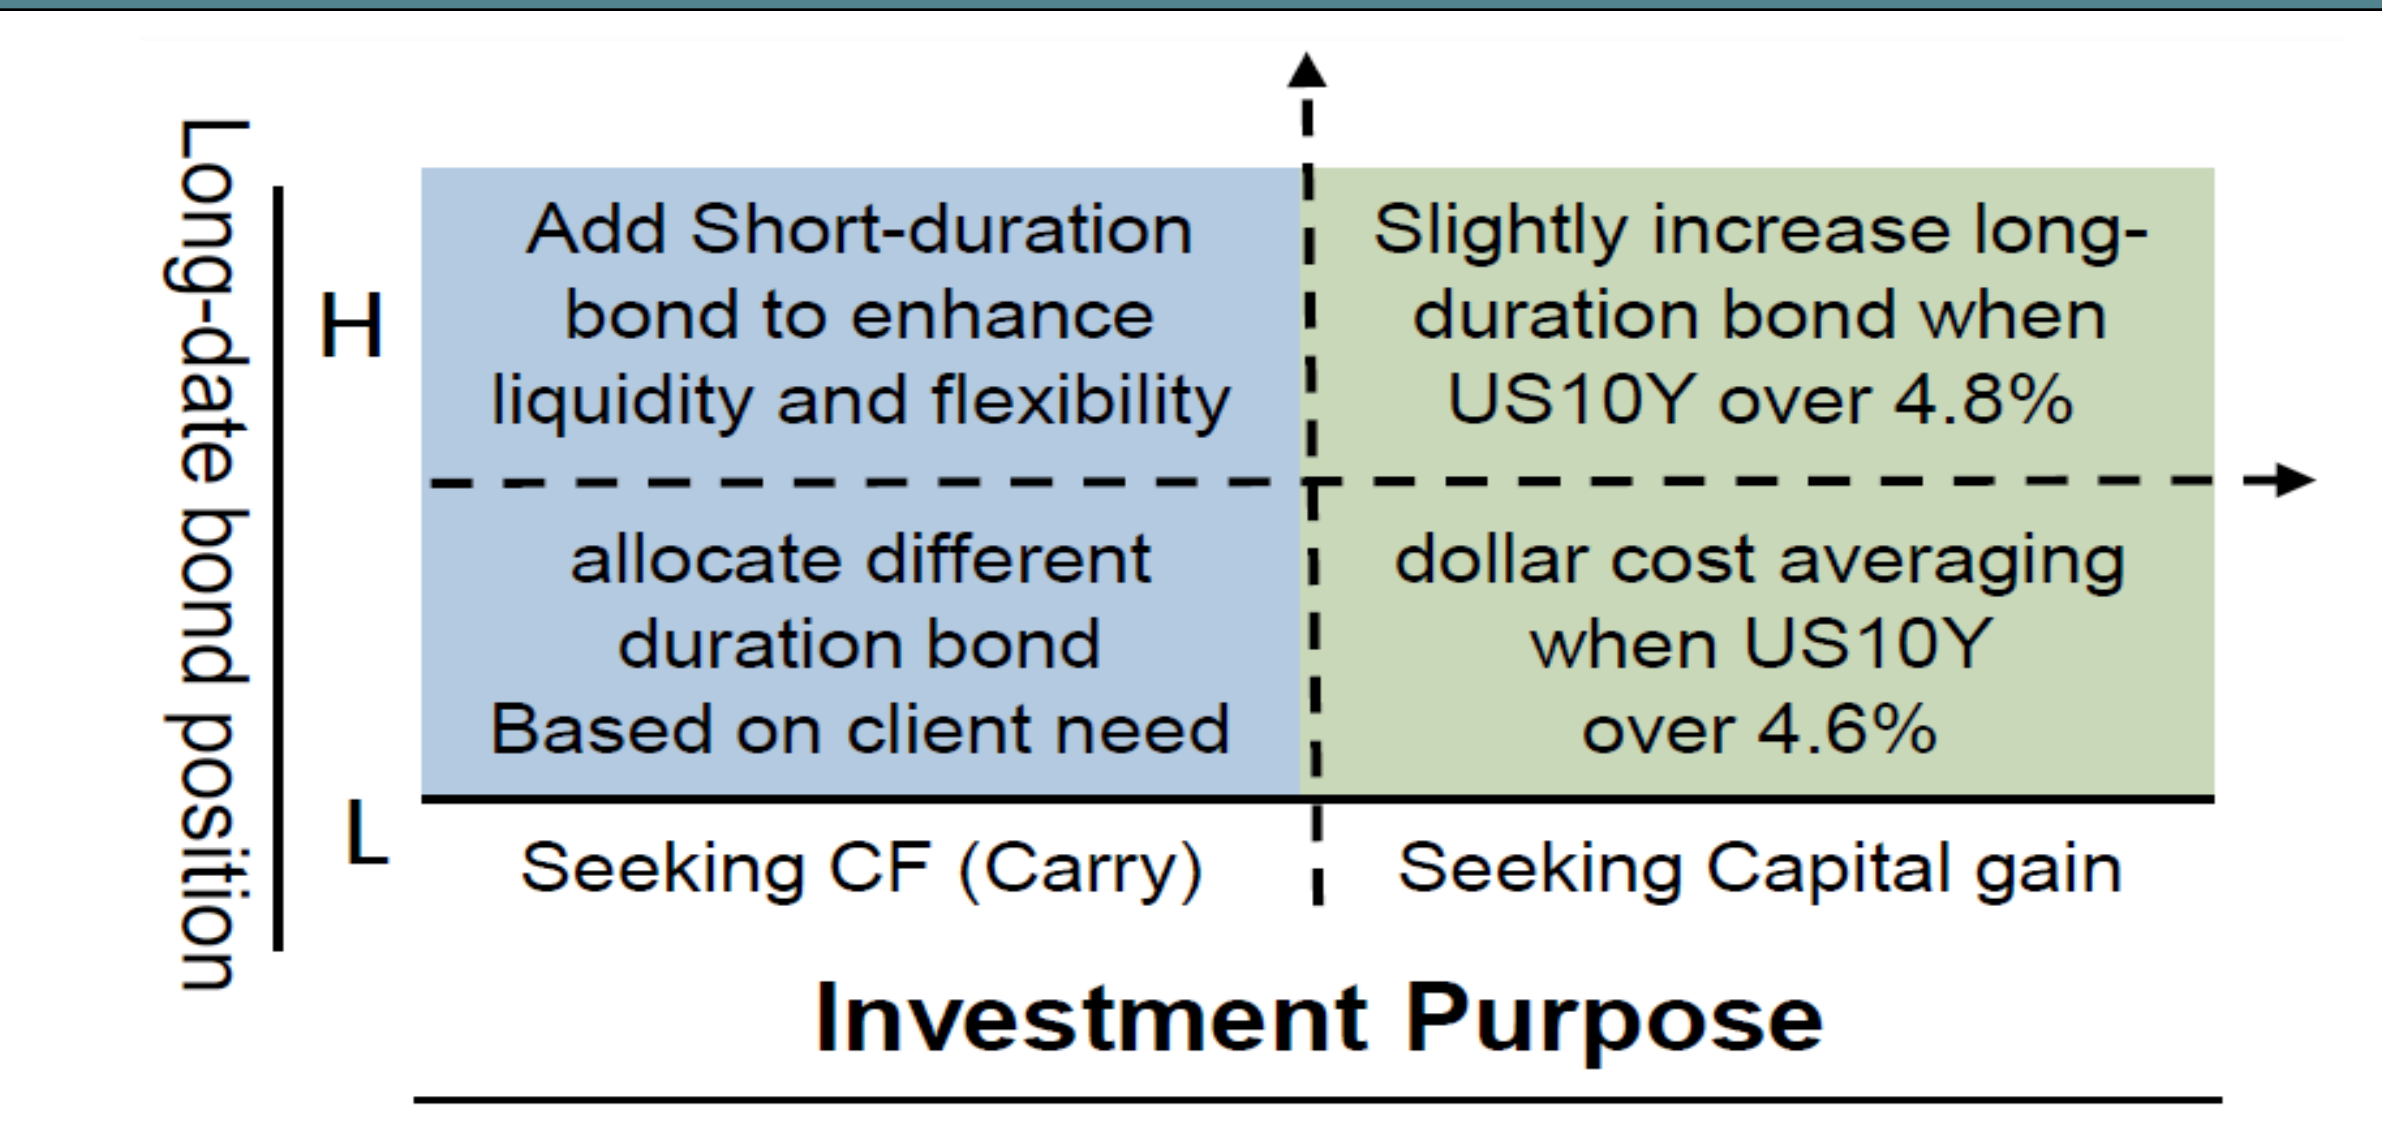 Long-date bond position
H
Add Short-duration
bond to enhance
liquidity and flexibility
Slightly increase long-
duration bond when
US10Y over 4.8%
allocate different
duration bond
Based on client need
dollar cost averaging
when US10Y
over 4.6%
L
Seeking CF (Carry)
Seeking Capital gain
Investment Purpose